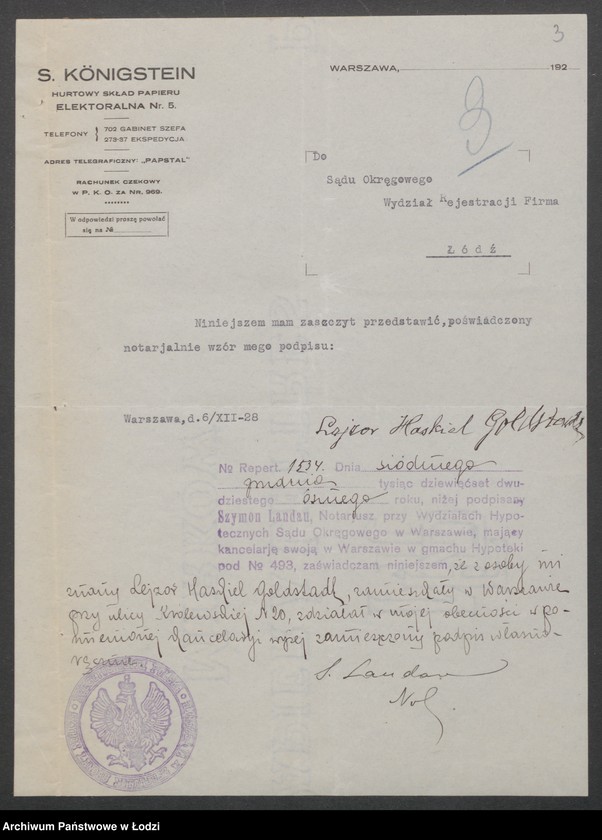 3
S. KÖNIGSTEIN
HURTOWY SKŁAD PAPIERU
ELEKTORALNA Nr. 5.
TELEFONY { 702 GABINET SZEFA
273-37 EKSPEDYCJA
ADRES TELEGRAFICZNY: „PAPSTAL"
RACHUNEK CZEKOWY
W P. K. O. ZA NR. 969.
W odpowiedzi proszę powołać
się na №
WARSZAWA, 192
3
Do
Sądu Okręgowego
Wydział Rejestracji Firma
Łódź
Niniejszem mam zaszczyt przedstawić,poświadczony
notarjalnie wzór mego podpisu:
Warszawa,d.6/XII-28
Lejzor Haskiel Goldstadt
№ Repert. 1534. Dnia siódmego
grudnia tysiąc dziewięćset dwu-
dziestego ósmego roku, niżej podpisany
Szymon Landau, Notarjusz przy Wydziałach Hypo-
tecznych Sądu Okręgowego w Warszawie, mający
kancelarję swoją w Warszawie w gmachu Hypoteki
pod № 493, zaświadczam niniejszem, że z osoby mi
znany Lejzor Haskiel Goldstadt, zamieszkały w Warszawie
przy ulicy Królewskiej N 20, zdziałał w mojej obecności w po-
mienionej kancelarji wyżej zamieszczony podpis własno-
ręcznie.
S. Landau
Not.
Archiwum Państwowe w Łodzi